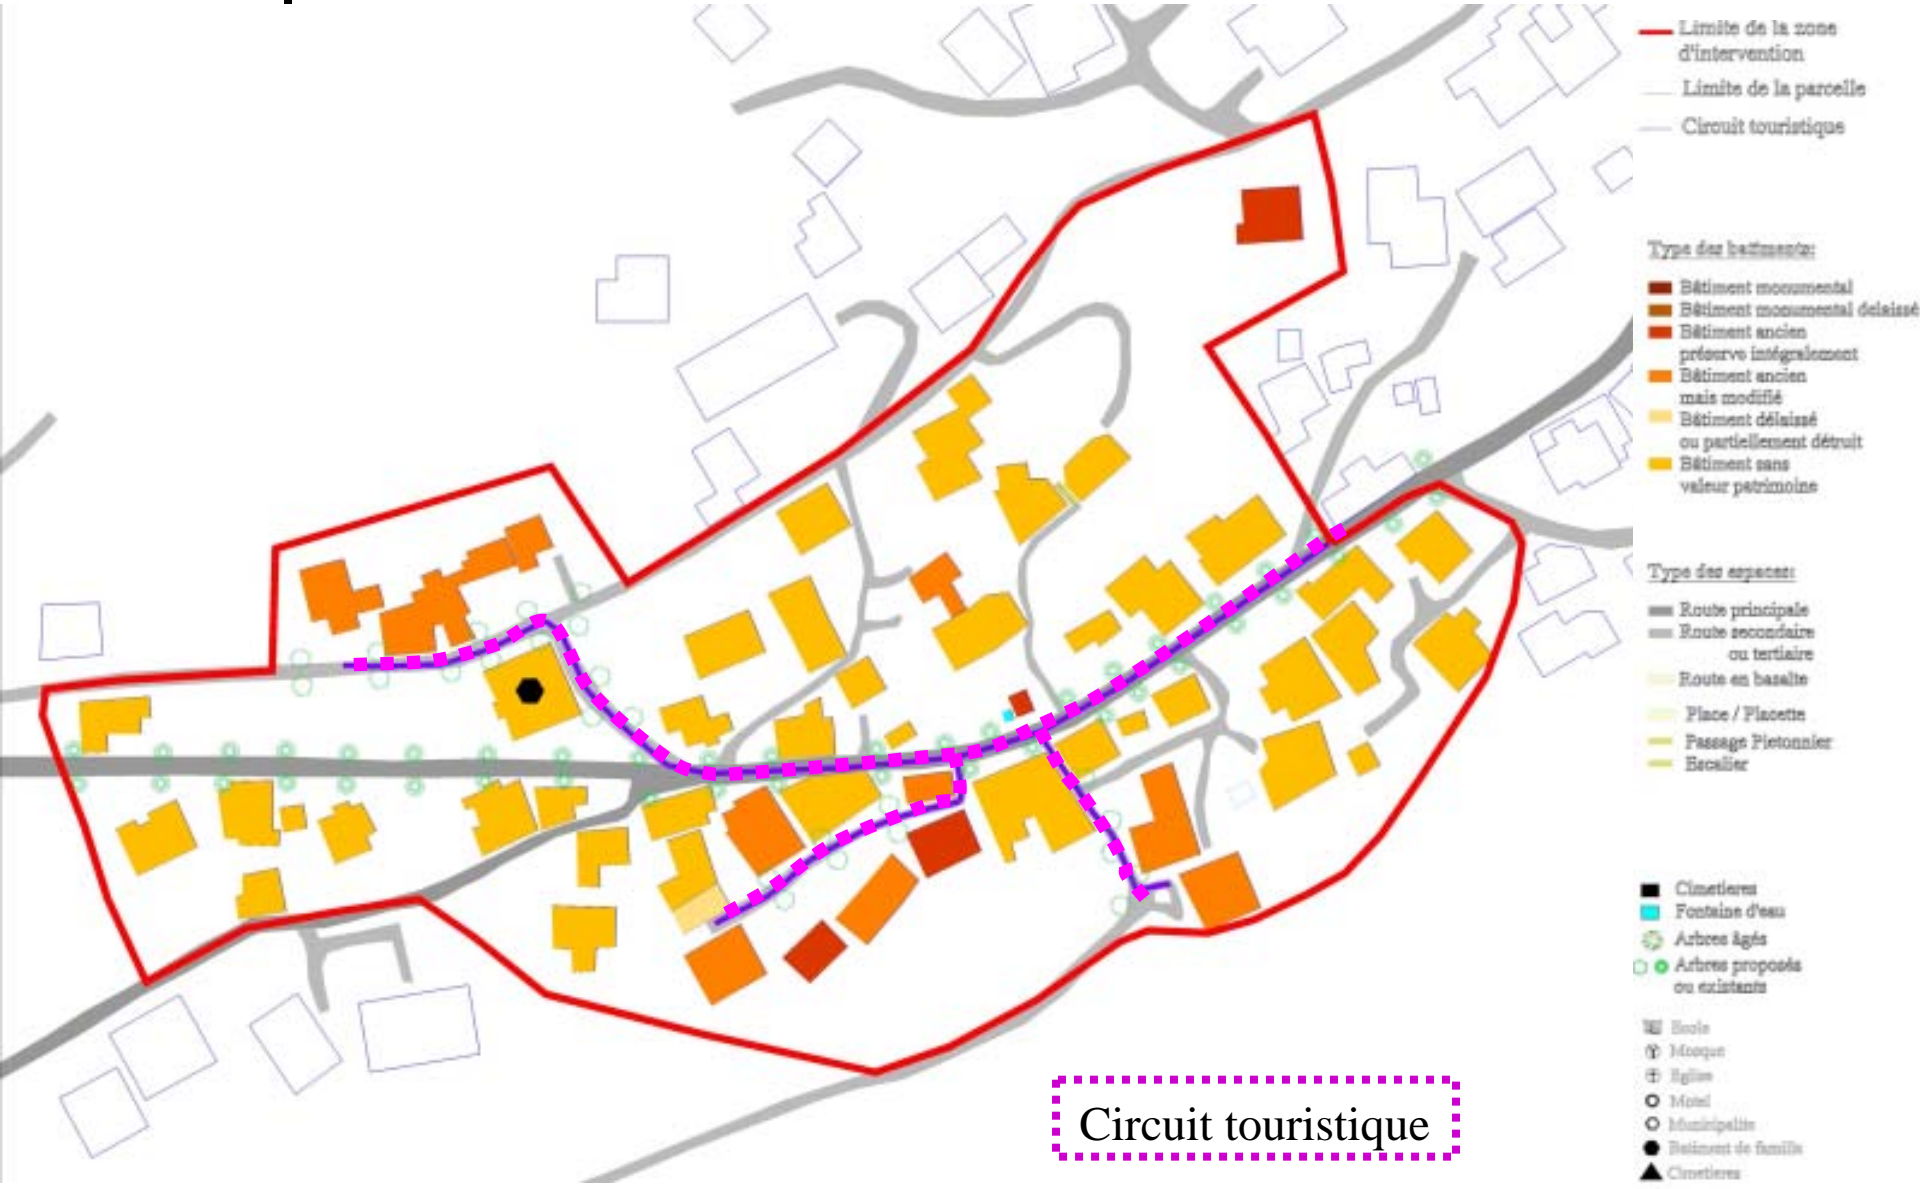 Limite de la zone
d'intervention
Limite de la parcelle
Circuit touristique
Type des batiments:
Bâtiment monumental
Bâtiment monumental delaissé
Bâtiment ancien
préserve intégralement
Bâtiment ancien
mais modifié
Bâtiment délaissé
ou partiellement détruit
Bâtiment sans
valeur patrimoine
Type des espaces:
Route principale
Route secondaire
ou tertiaire
Route en basalte
Place / Placette
Passage Pietonnier
Escalier
Cimetieres
Fontaine d'eau
Arbres âgés
Arbres proposés
ou existants
Ecole
Mosque
Eglise
Motel
Municipalite
Batiment de famille
Cimetieres
Circuit touristique